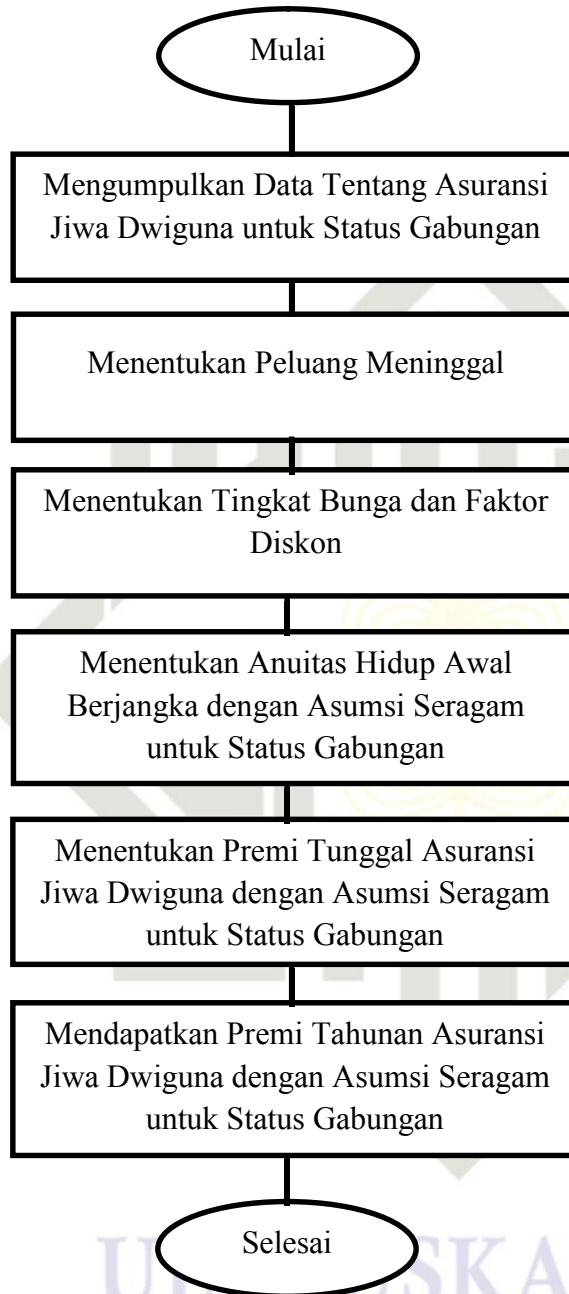 Mulai
Mengumpulkan Data Tentang Asuransi
Jiwa Dwiguna untuk Status Gabungan
Menentukan Peluang Meninggal
Menentukan Tingkat Bunga dan Faktor
Diskon
Menentukan Anuitas Hidup Awal
Berjangka dengan Asumsi Seragam
untuk Status Gabungan
Menentukan Premi Tunggal Asuransi
Jiwa Dwiguna dengan Asumsi Seragam
untuk Status Gabungan
Mendapatkan Premi Tahunan Asuransi
Jiwa Dwiguna dengan Asumsi Seragam
untuk Status Gabungan
Selesai